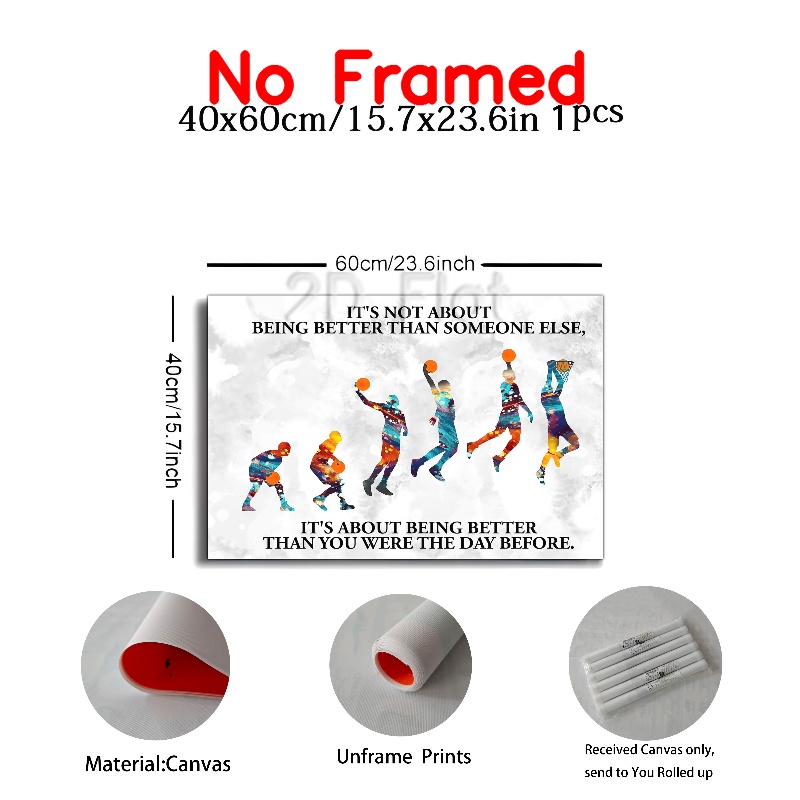 No Framed
40x60cm/15.7x23.6in 1pcs
60cm/23.6inch
2D Flat
40cm/15.7inch
IT'S NOT ABOUT
BEING BETTER THAN SOMEONE ELSE,
IT'S ABOUT BEING BETTER
THAN YOU WERE THE DAY BEFORE.
Material:Canvas
Unframe Prints
Received Canvas only,
send to You Rolled up